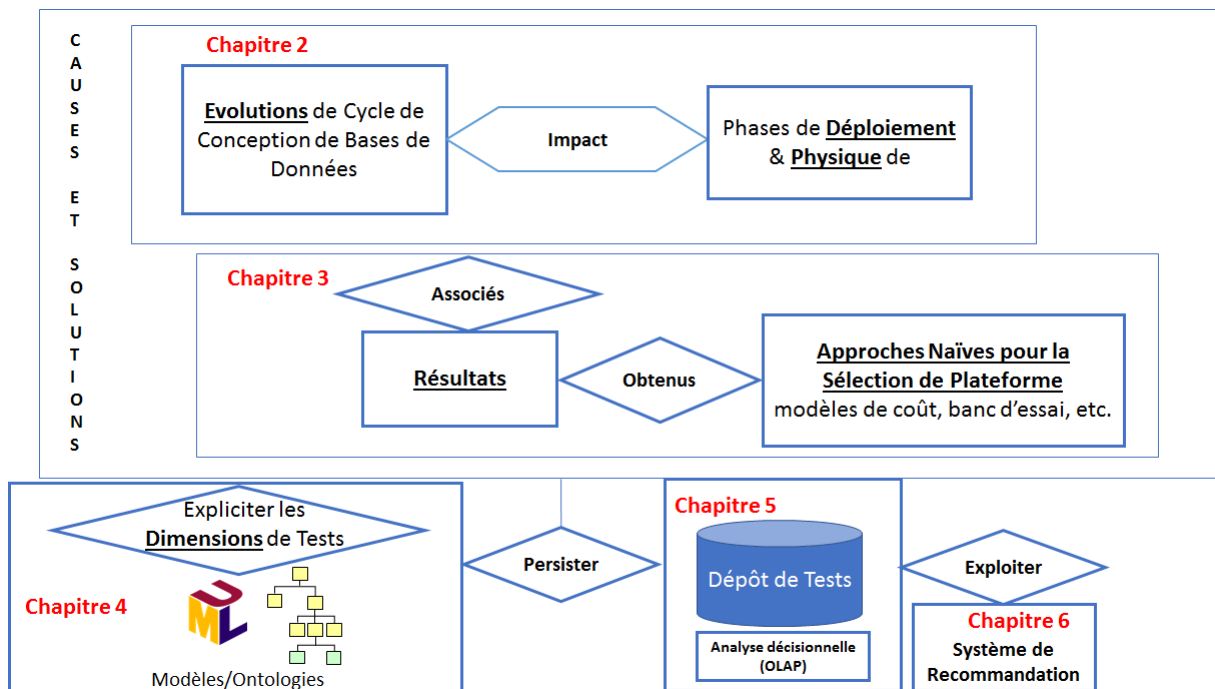 CAUSES ET SOLUTIONS
Chapitre 2
Evolutions de Cycle de
Conception de Bases de
Données
Impact
Phases de Déploiement
& Physique de
Chapitre 3
Associés
Résultats
Obtenus
Approches Naïves pour la
Sélection de Plateforme
modèles de coût, banc d'essai, etc.
Expliciter les
Dimensions de Tests
Chapitre 4
UML
Modèles/Ontologies
Persister
Chapitre 5
Dépôt de Tests
Analyse décisionnelle
(OLAP)
Exploiter
Chapitre 6
Système de
Recommandation